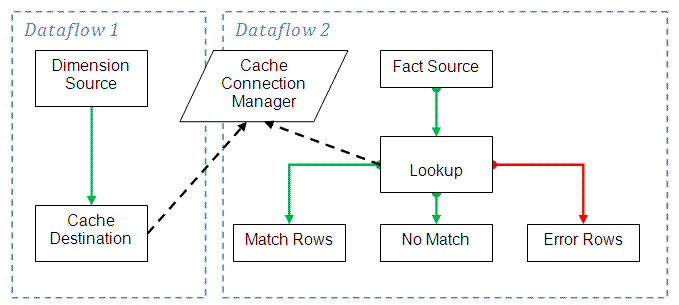 Dataflow 1
Dataflow 2
Dimension
Source
Cache
Connection
Manager
Fact Source
Lookup
Cache
Destination
Match Rows
No Match
Error Rows